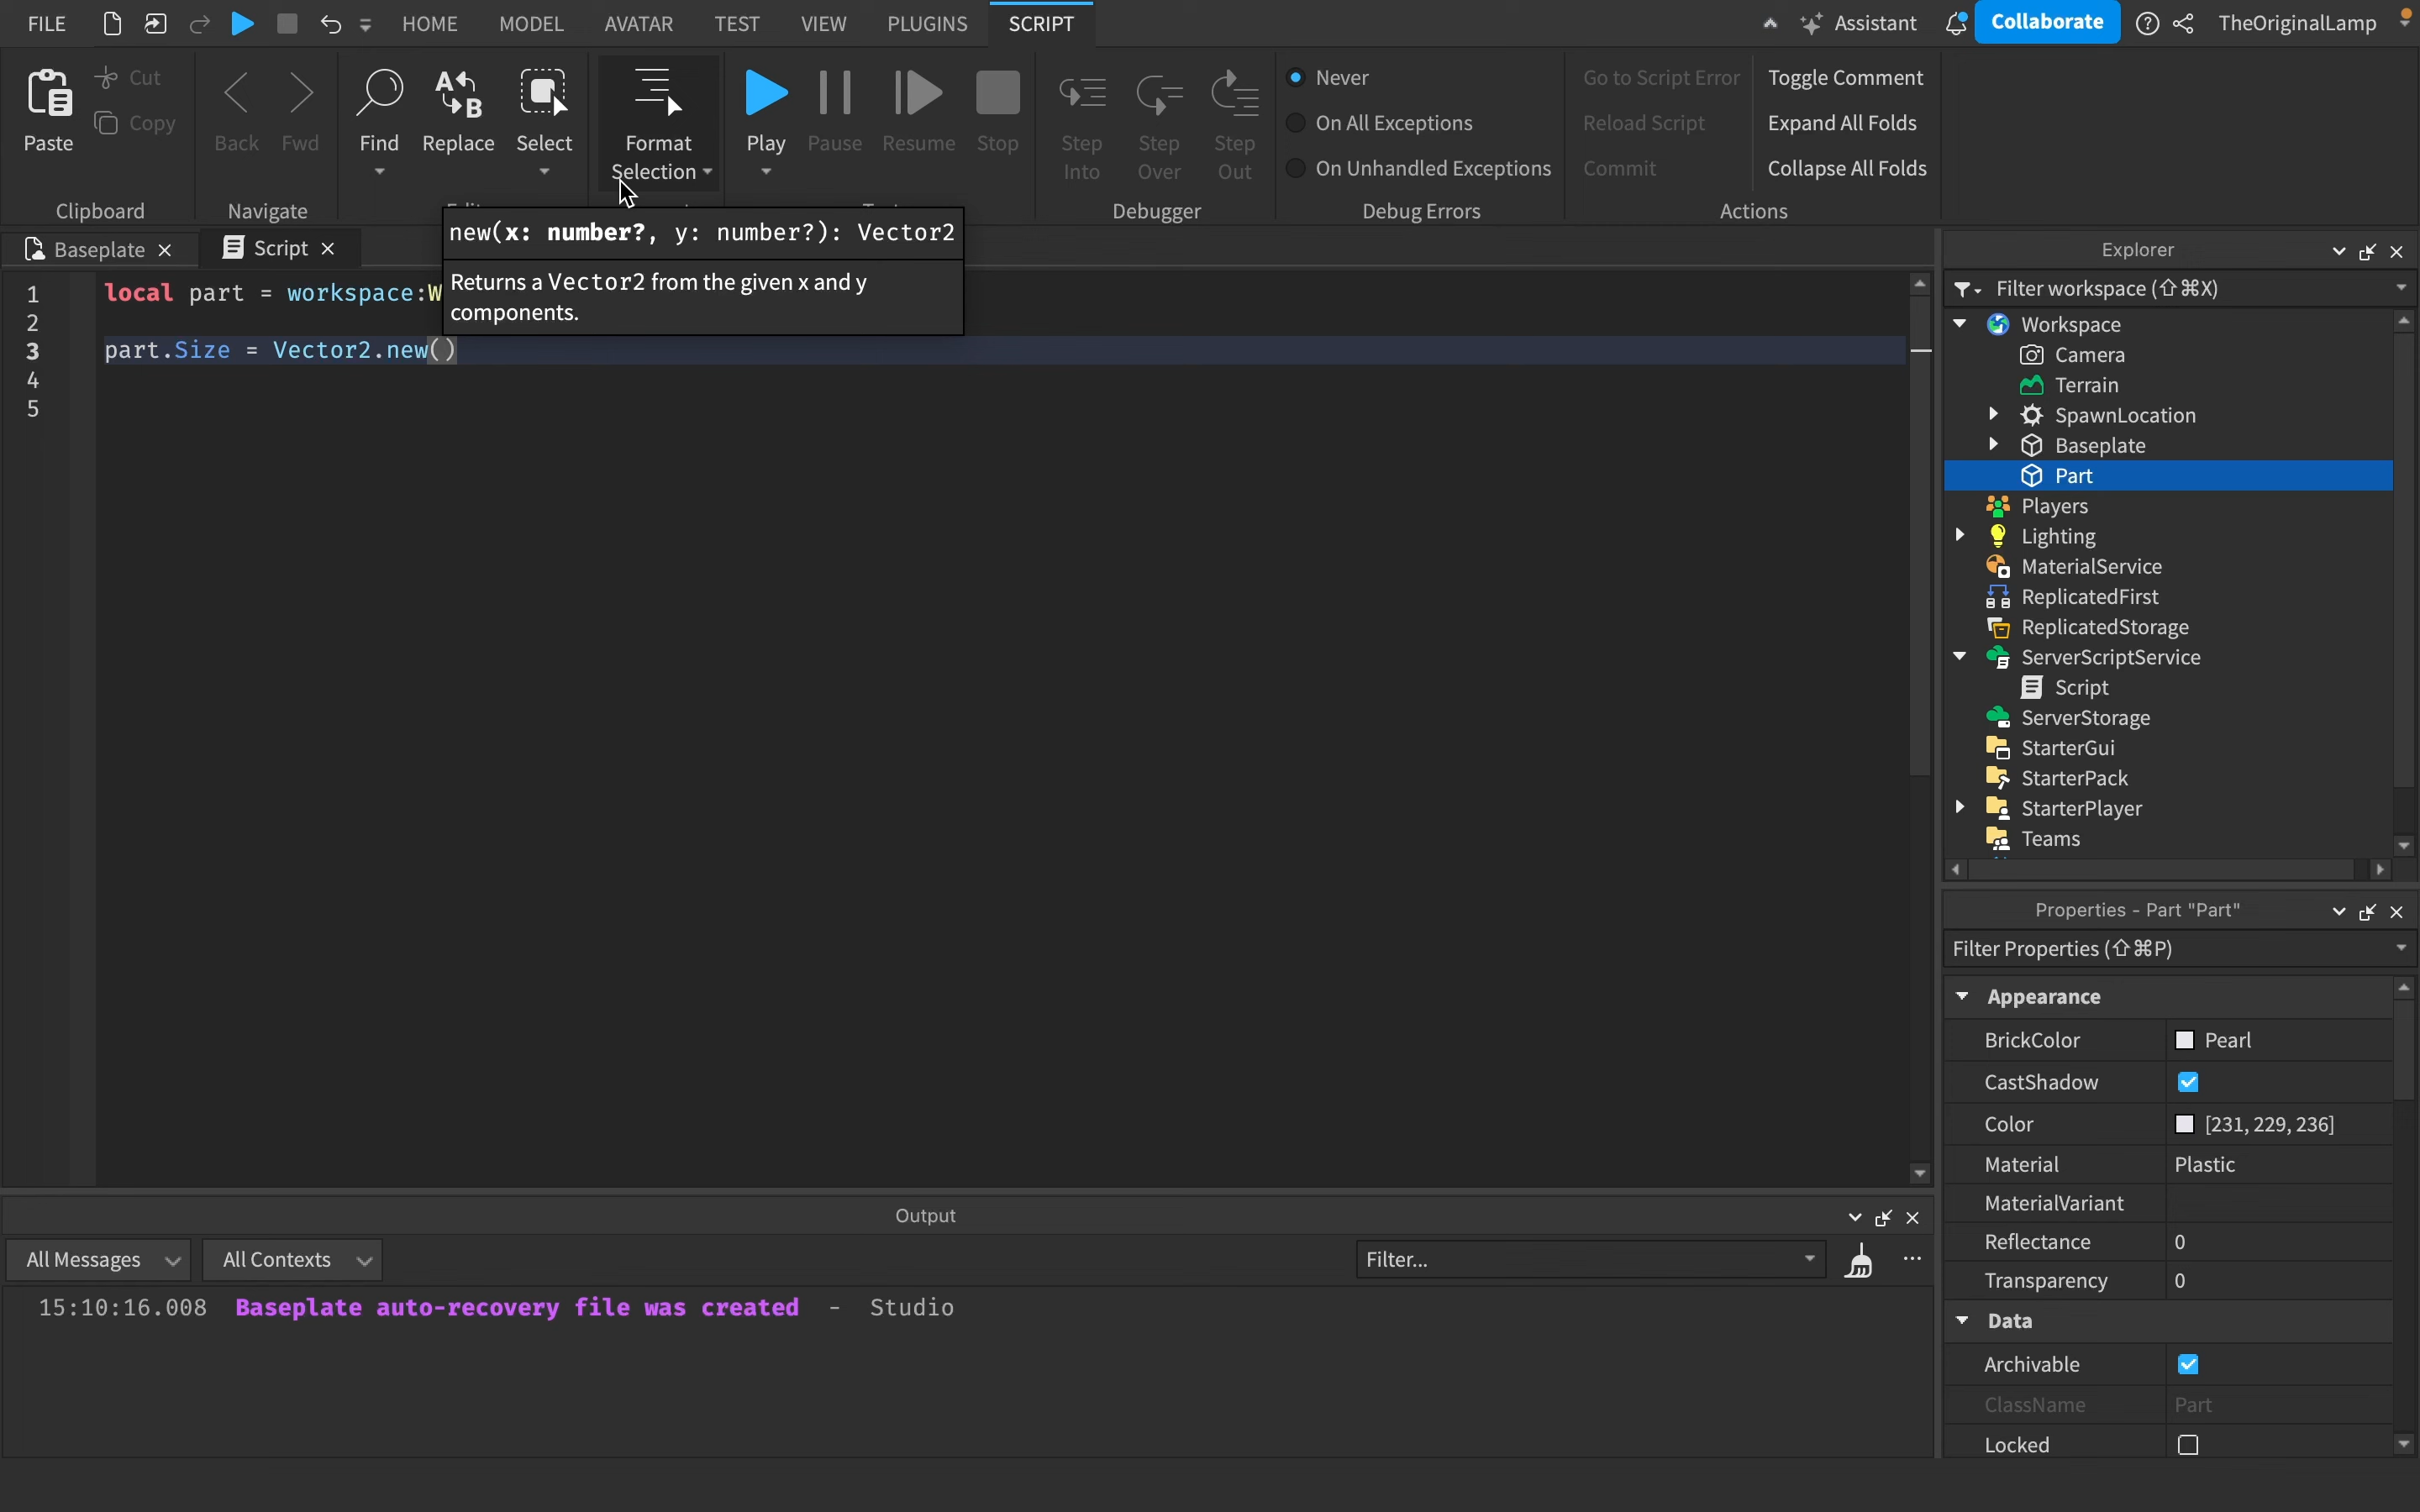 FILE HOME MODEL AVATAR TEST VIEW PLUGINS SCRIPT Assistant Collaborate TheOriginalLamp
Paste Cut Copy
Clipboard
Back Fwd
Navigate
Find Replace Select
Format Selection
Play Pause Resume Stop
Step Into Step Over Step Out
Debugger
Never
On All Exceptions
On Unhandled Exceptions
Debug Errors
Go to Script Error Toggle Comment
Reload Script Expand All Folds
Commit Collapse All Folds
Actions
Baseplate Script
new(x: number?, y: number?): Vector2
Returns a Vector2 from the given x and y
components.
1 local part = workspace:W
2
3 part.Size = Vector2.new()
4
5
Explorer
Filter workspace (⇧⌘X)
Workspace
Camera
Terrain
SpawnLocation
Baseplate
Part
Players
Lighting
MaterialService
ReplicatedFirst
ReplicatedStorage
ServerScriptService
Script
ServerStorage
StarterGui
StarterPack
StarterPlayer
Teams
Properties - Part "Part"
Filter Properties (⇧⌘P)
Appearance
BrickColor Pearl
CastShadow
Color [231, 229, 236]
Material Plastic
MaterialVariant
Reflectance 0
Transparency 0
Data
Archivable
ClassName Part
Locked
Output
All Messages All Contexts Filter...
15:10:16.008 Baseplate auto-recovery file was created - Studio